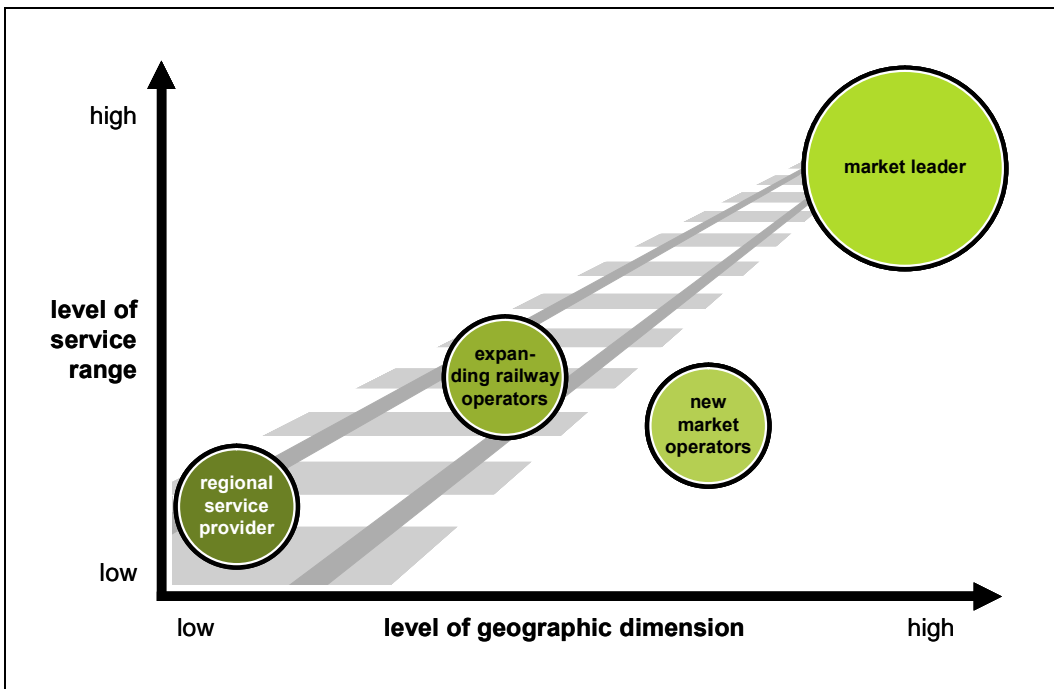 high
market leader
level of
service
range
expan-
ding railway
operators
new
market
operators
regional
service
provider
low
low
level of geographic dimension
high